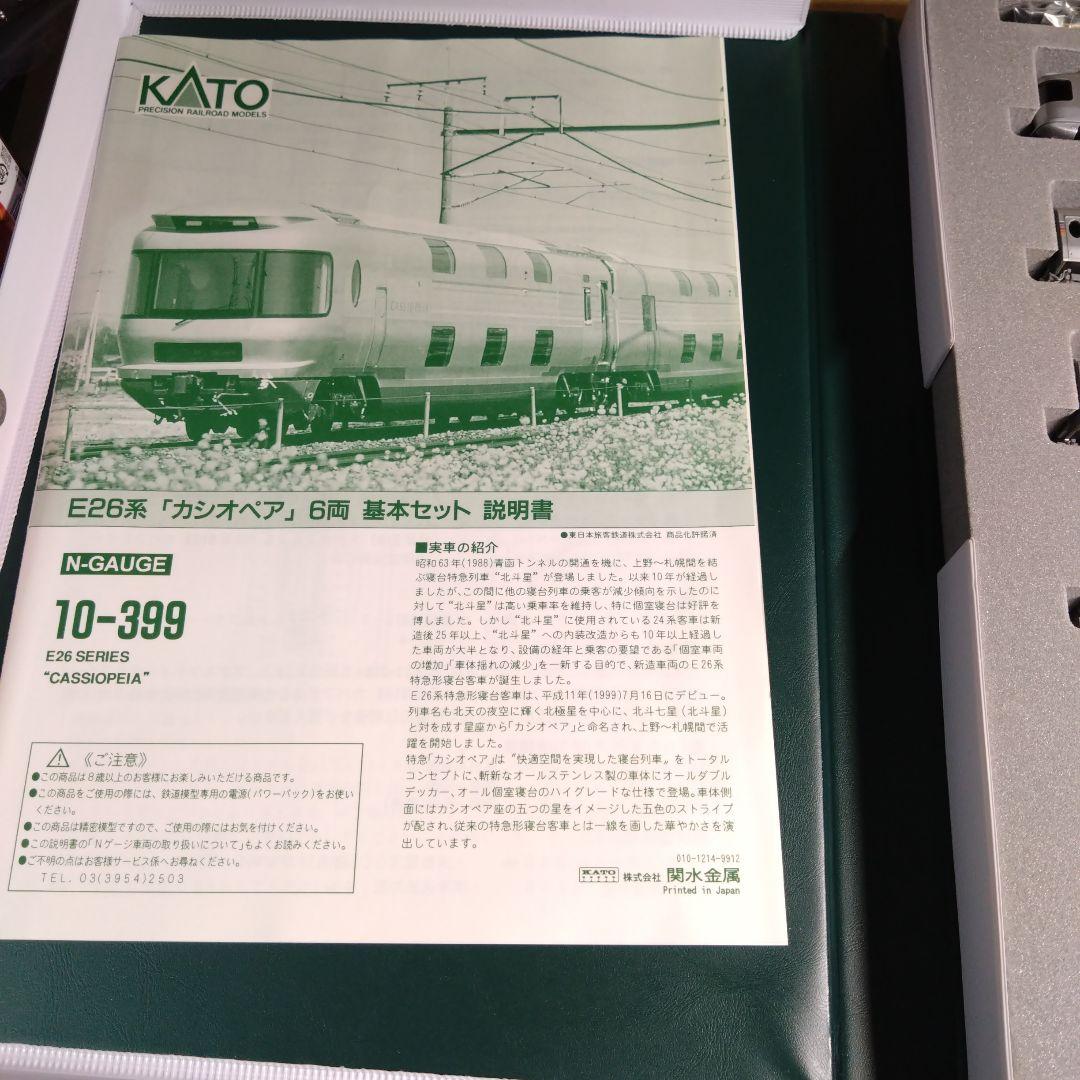 KATO
PRECISION RAILROAD MODELS
E26系「カシオペア」6両 基本セット 説明書
●東日本旅客鉄道株式会社 商品化許諾済
N-GAUGE
10-399
E26 SERIES
“CASSIOPEIA”
《ご注意》
●この商品は8歳以上のお客様にお楽しみいただける商品です。
●この商品をご使用の際には、鉄道模型専用の電源(パワーパック)をお使い
ください。
●この商品は精密模型ですので、ご使用の際にはお気を付けください。
●この説明書の「Nゲージ車両の取り扱いについて」もよくお読みください。
●ご不明の点はお客様サービス係へお尋ねください。
TEL. 03(3954)2503
■実車の紹介
昭和63年(1988)青函トンネルの開通を機に、上野〜札幌間を結
ぶ寝台特急列車“北斗星”が登場しました。以来10年が経過し
ましたが、この間に他の寝台列車の乗客が減少傾向を示したのに
対して“北斗星”は高い乗車率を維持し、特に個室寝台は好評を
博しました。しかし“北斗星”に使用されている24系客車は新
造後25年以上、“北斗星”への内装改造からも10年以上経過し
た車両が大半となり、設備の経年と乗客の要望である「個室車両
の増加」「車体揺れの減少」を一新する目的で、新造車両のE26系
特急形寝台客車が誕生しました。
E26系特急形寝台客車は、平成11年(1999)7月16日にデビュー。
列車名も北天の夜空に輝く北極星を中心に、北斗七星(北斗星)
と対を成す星座から「カシオペア」と命名され、上野〜札幌間で活
躍を開始しました。
特急「カシオペア」は“快適空間を実現した寝台列車”をトータル
コンセプトに、斬新なオールステンレス製の車体にオールダブル
デッカー、オール個室寝台のハイグレードな仕様で登場。車体側
面にはカシオペア座の五つの星をイメージした五色のストライプ
が配され、従来の特急形寝台客車とは一線を画した華やかさを演
出しています。
010-1214-9912
KATO 株式会社 関水金属
Printed in Japan